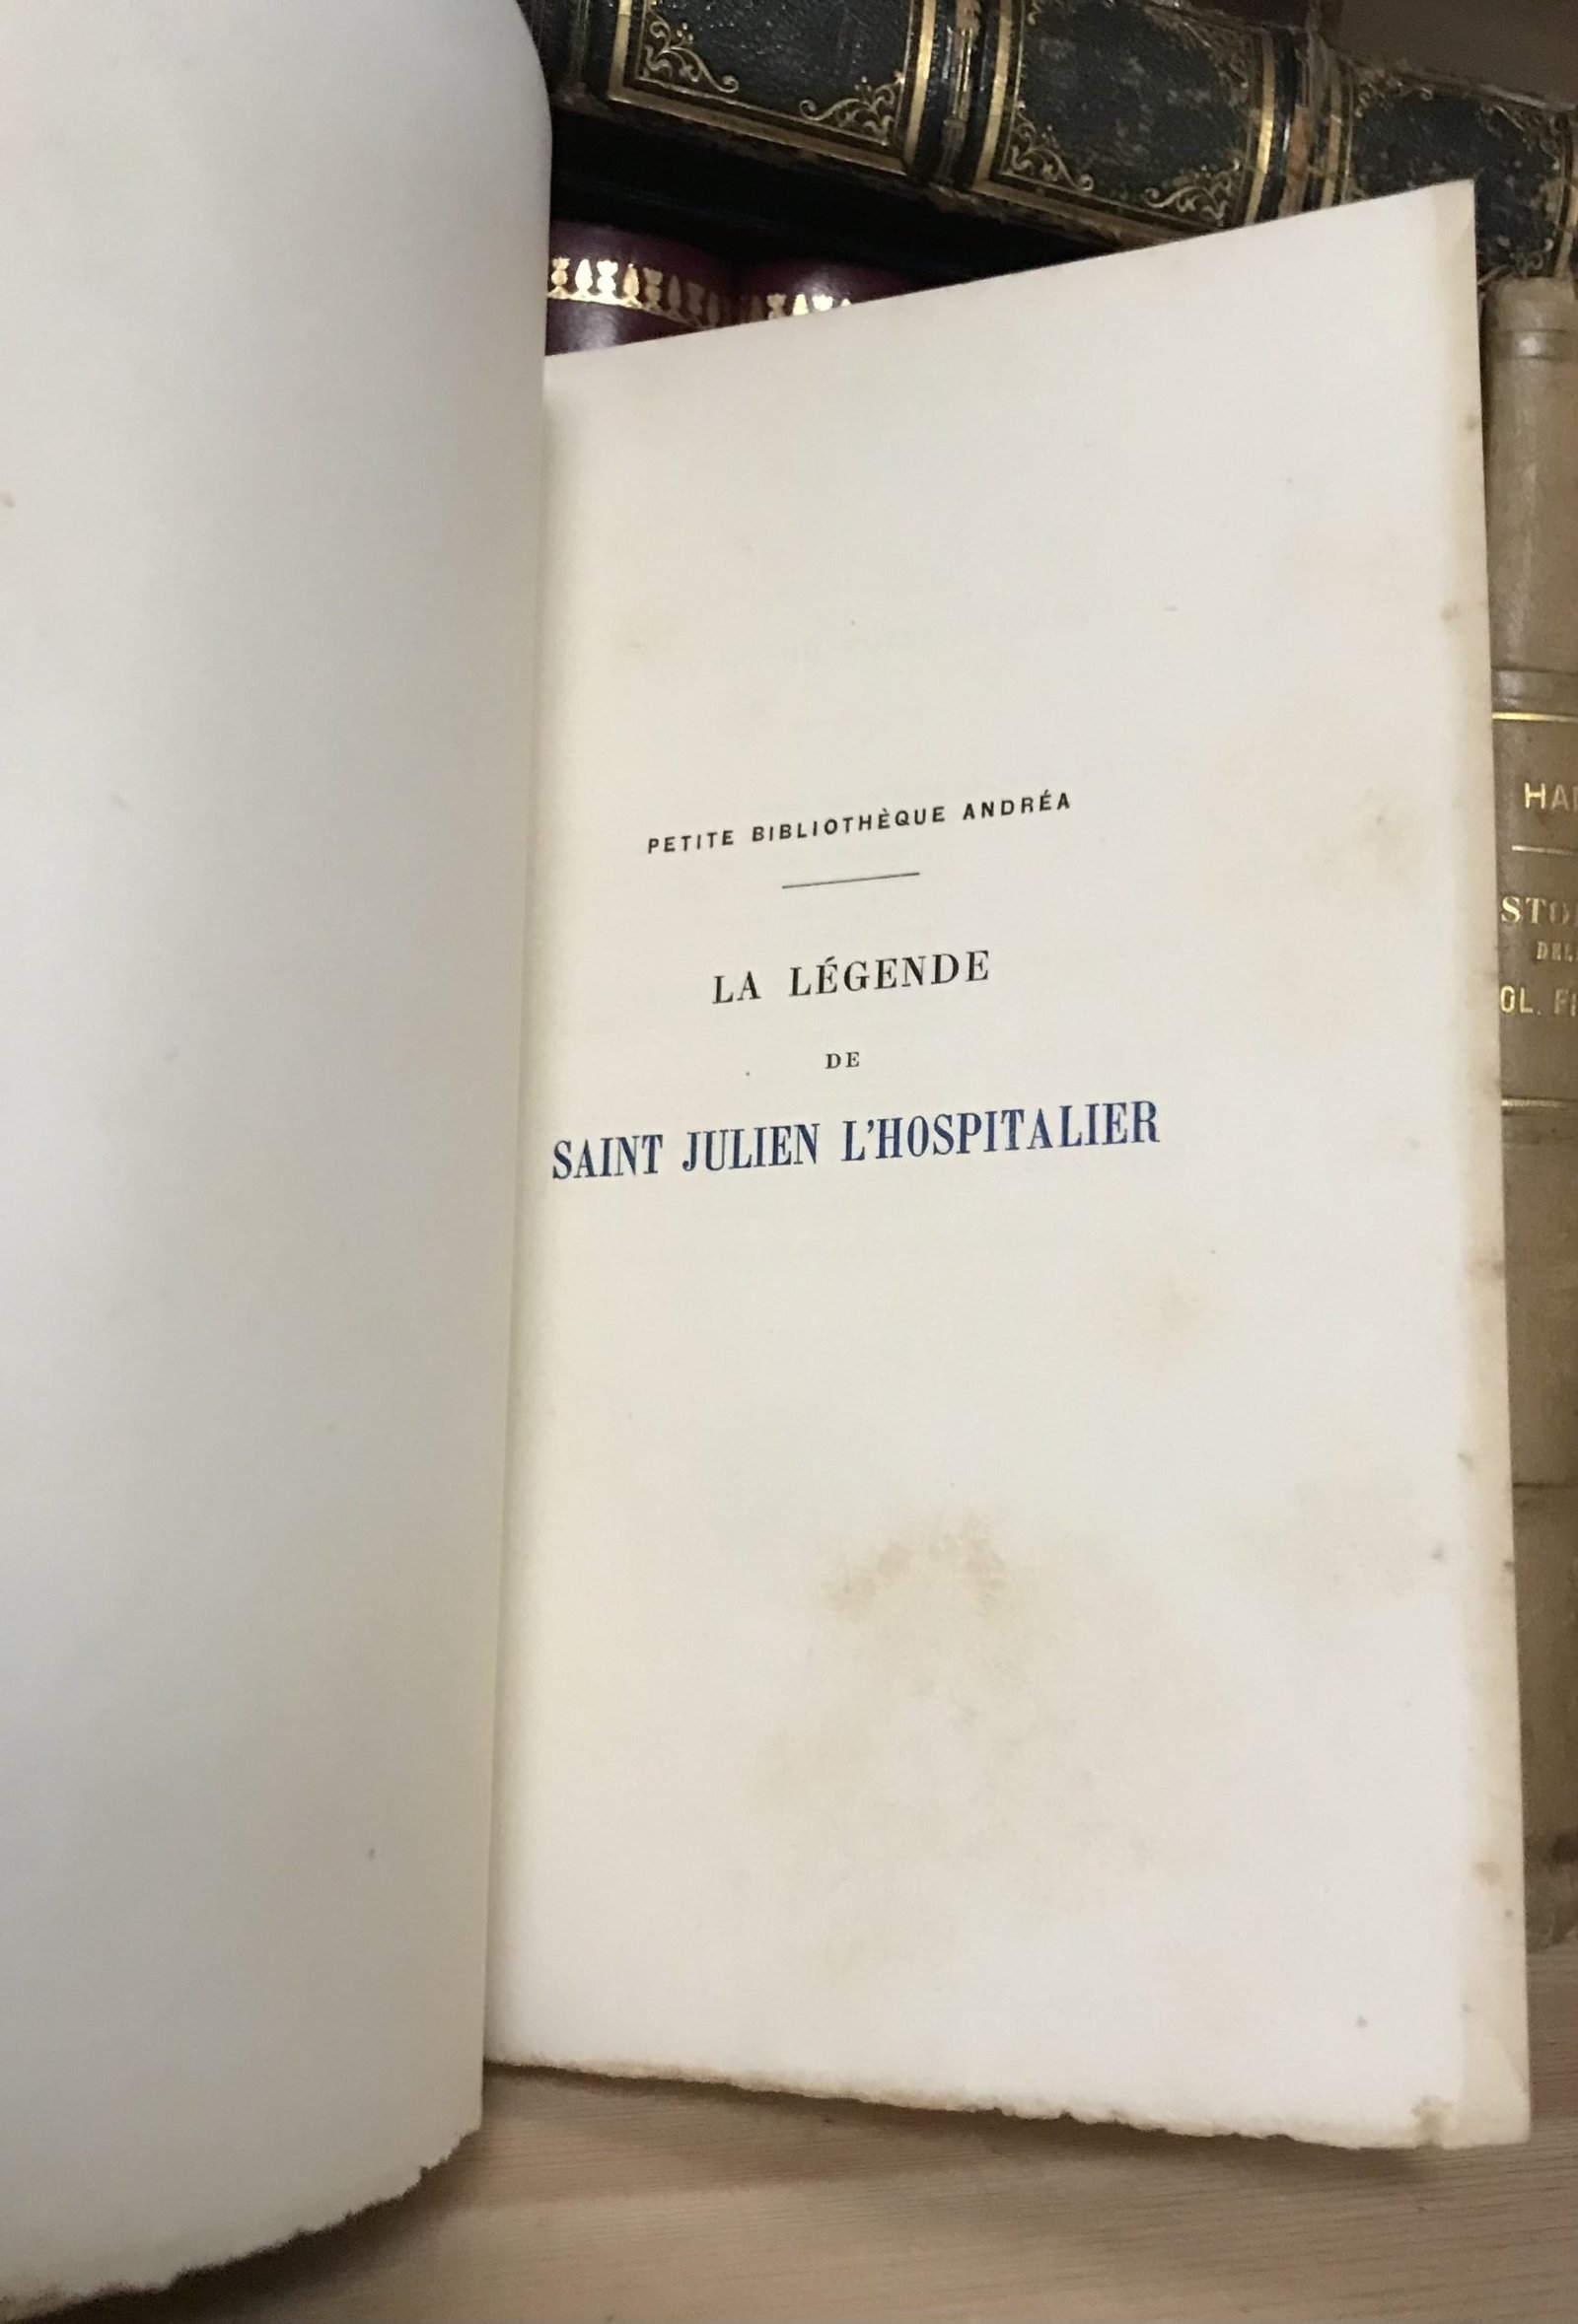 PETITE BIBLIOTHÈQUE ANDRÉA
LA LÉGENDE
DE
SAINT JULIEN L'HOSPITALIER